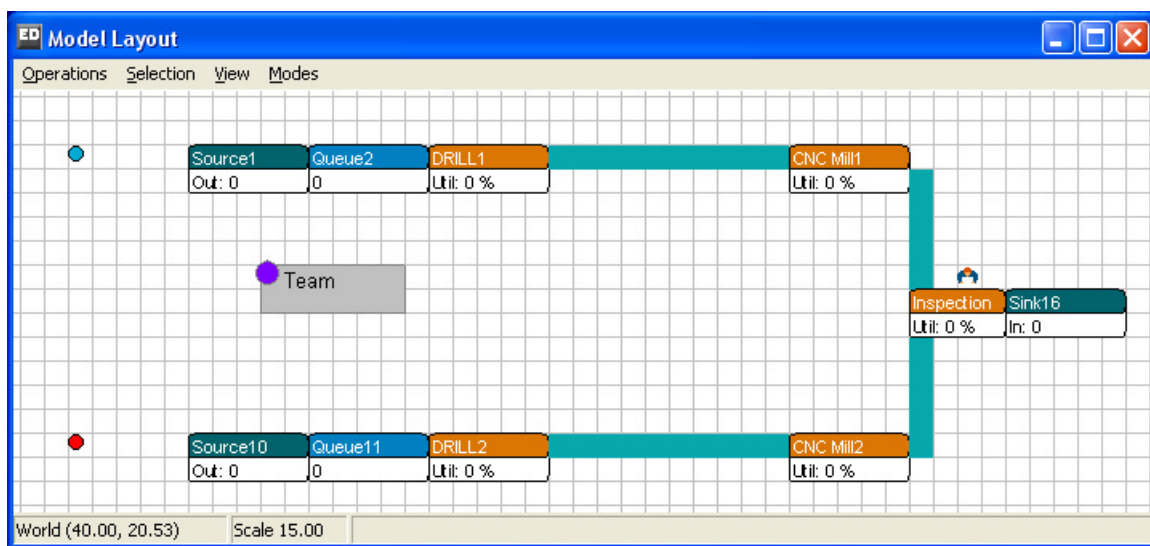 ED Model Layout
Operations Selection View Modes
Source1 Queue2 DRILL1 CNC Mill1
Out: 0 0 Util: 0 % Util: 0 %
Team
Inspection Sink16
Util: 0 % In: 0
Source10 Queue11 DRILL2 CNC Mill2
Out: 0 0 Util: 0 % Util: 0 %
World (40.00, 20.53) Scale 15.00